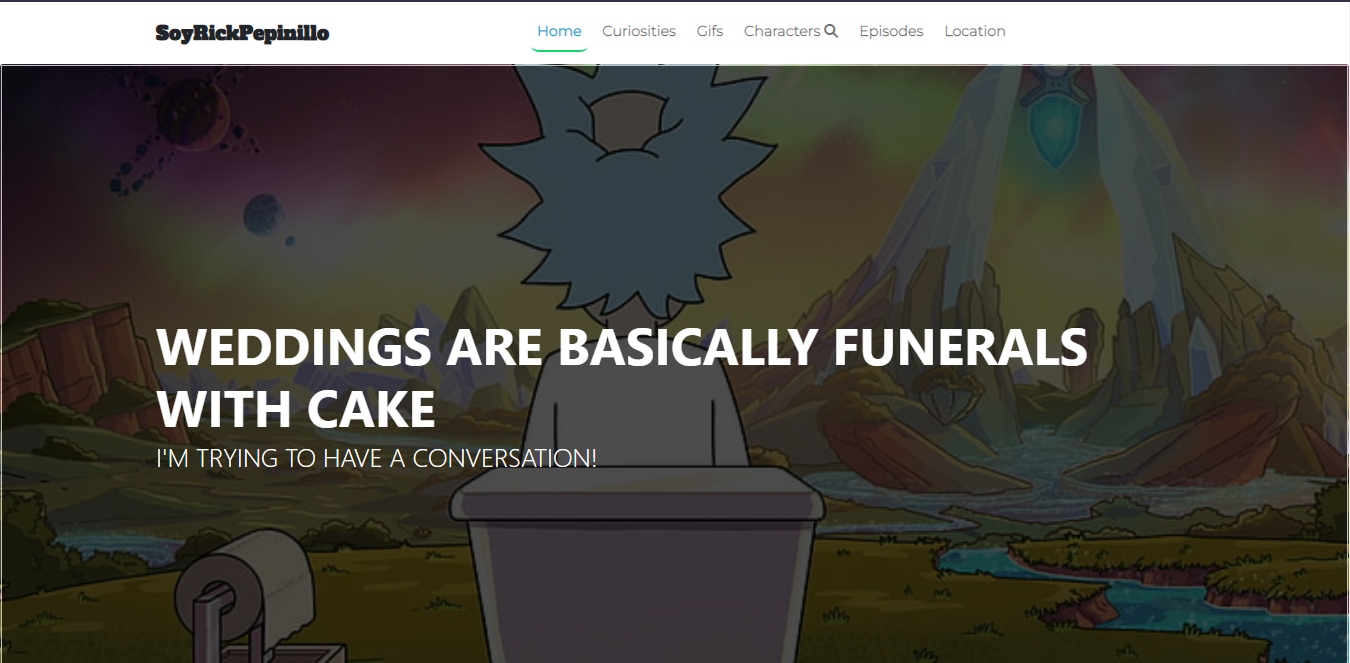 SoyRickPepinillo
Home Curiosities Gifs Characters Episodes Location
WEDDINGS ARE BASICALLY FUNERALS
WITH CAKE
I'M TRYING TO HAVE A CONVERSATION!